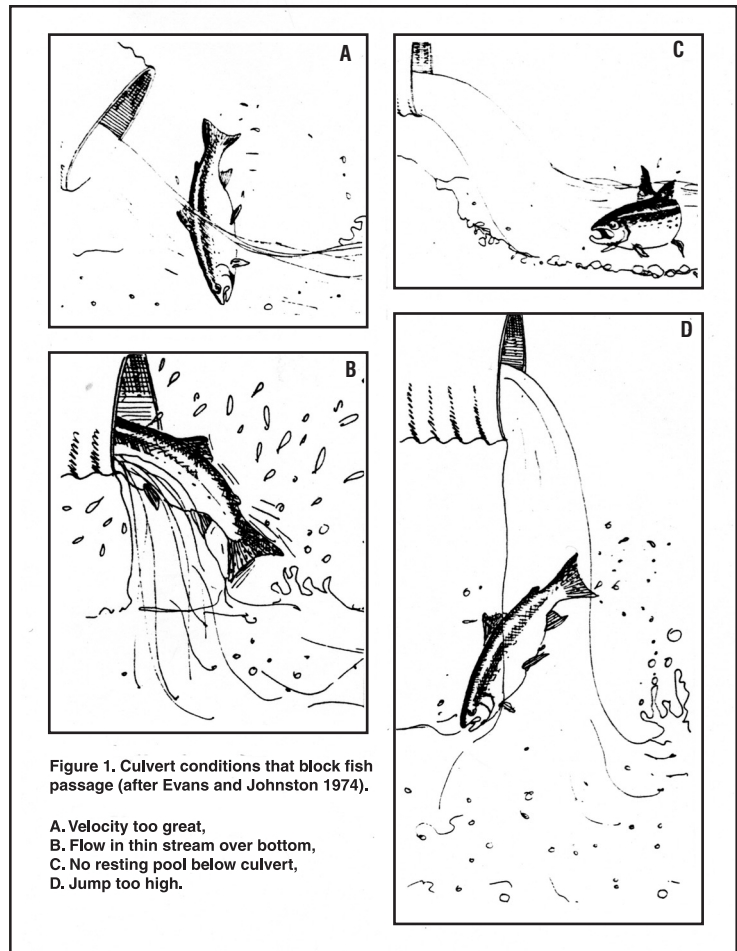 A
C
B
D
Figure 1. Culvert conditions that block fish
passage (after Evans and Johnston 1974).
A. Velocity too great,
B. Flow in thin stream over bottom,
C. No resting pool below culvert,
D. Jump too high.